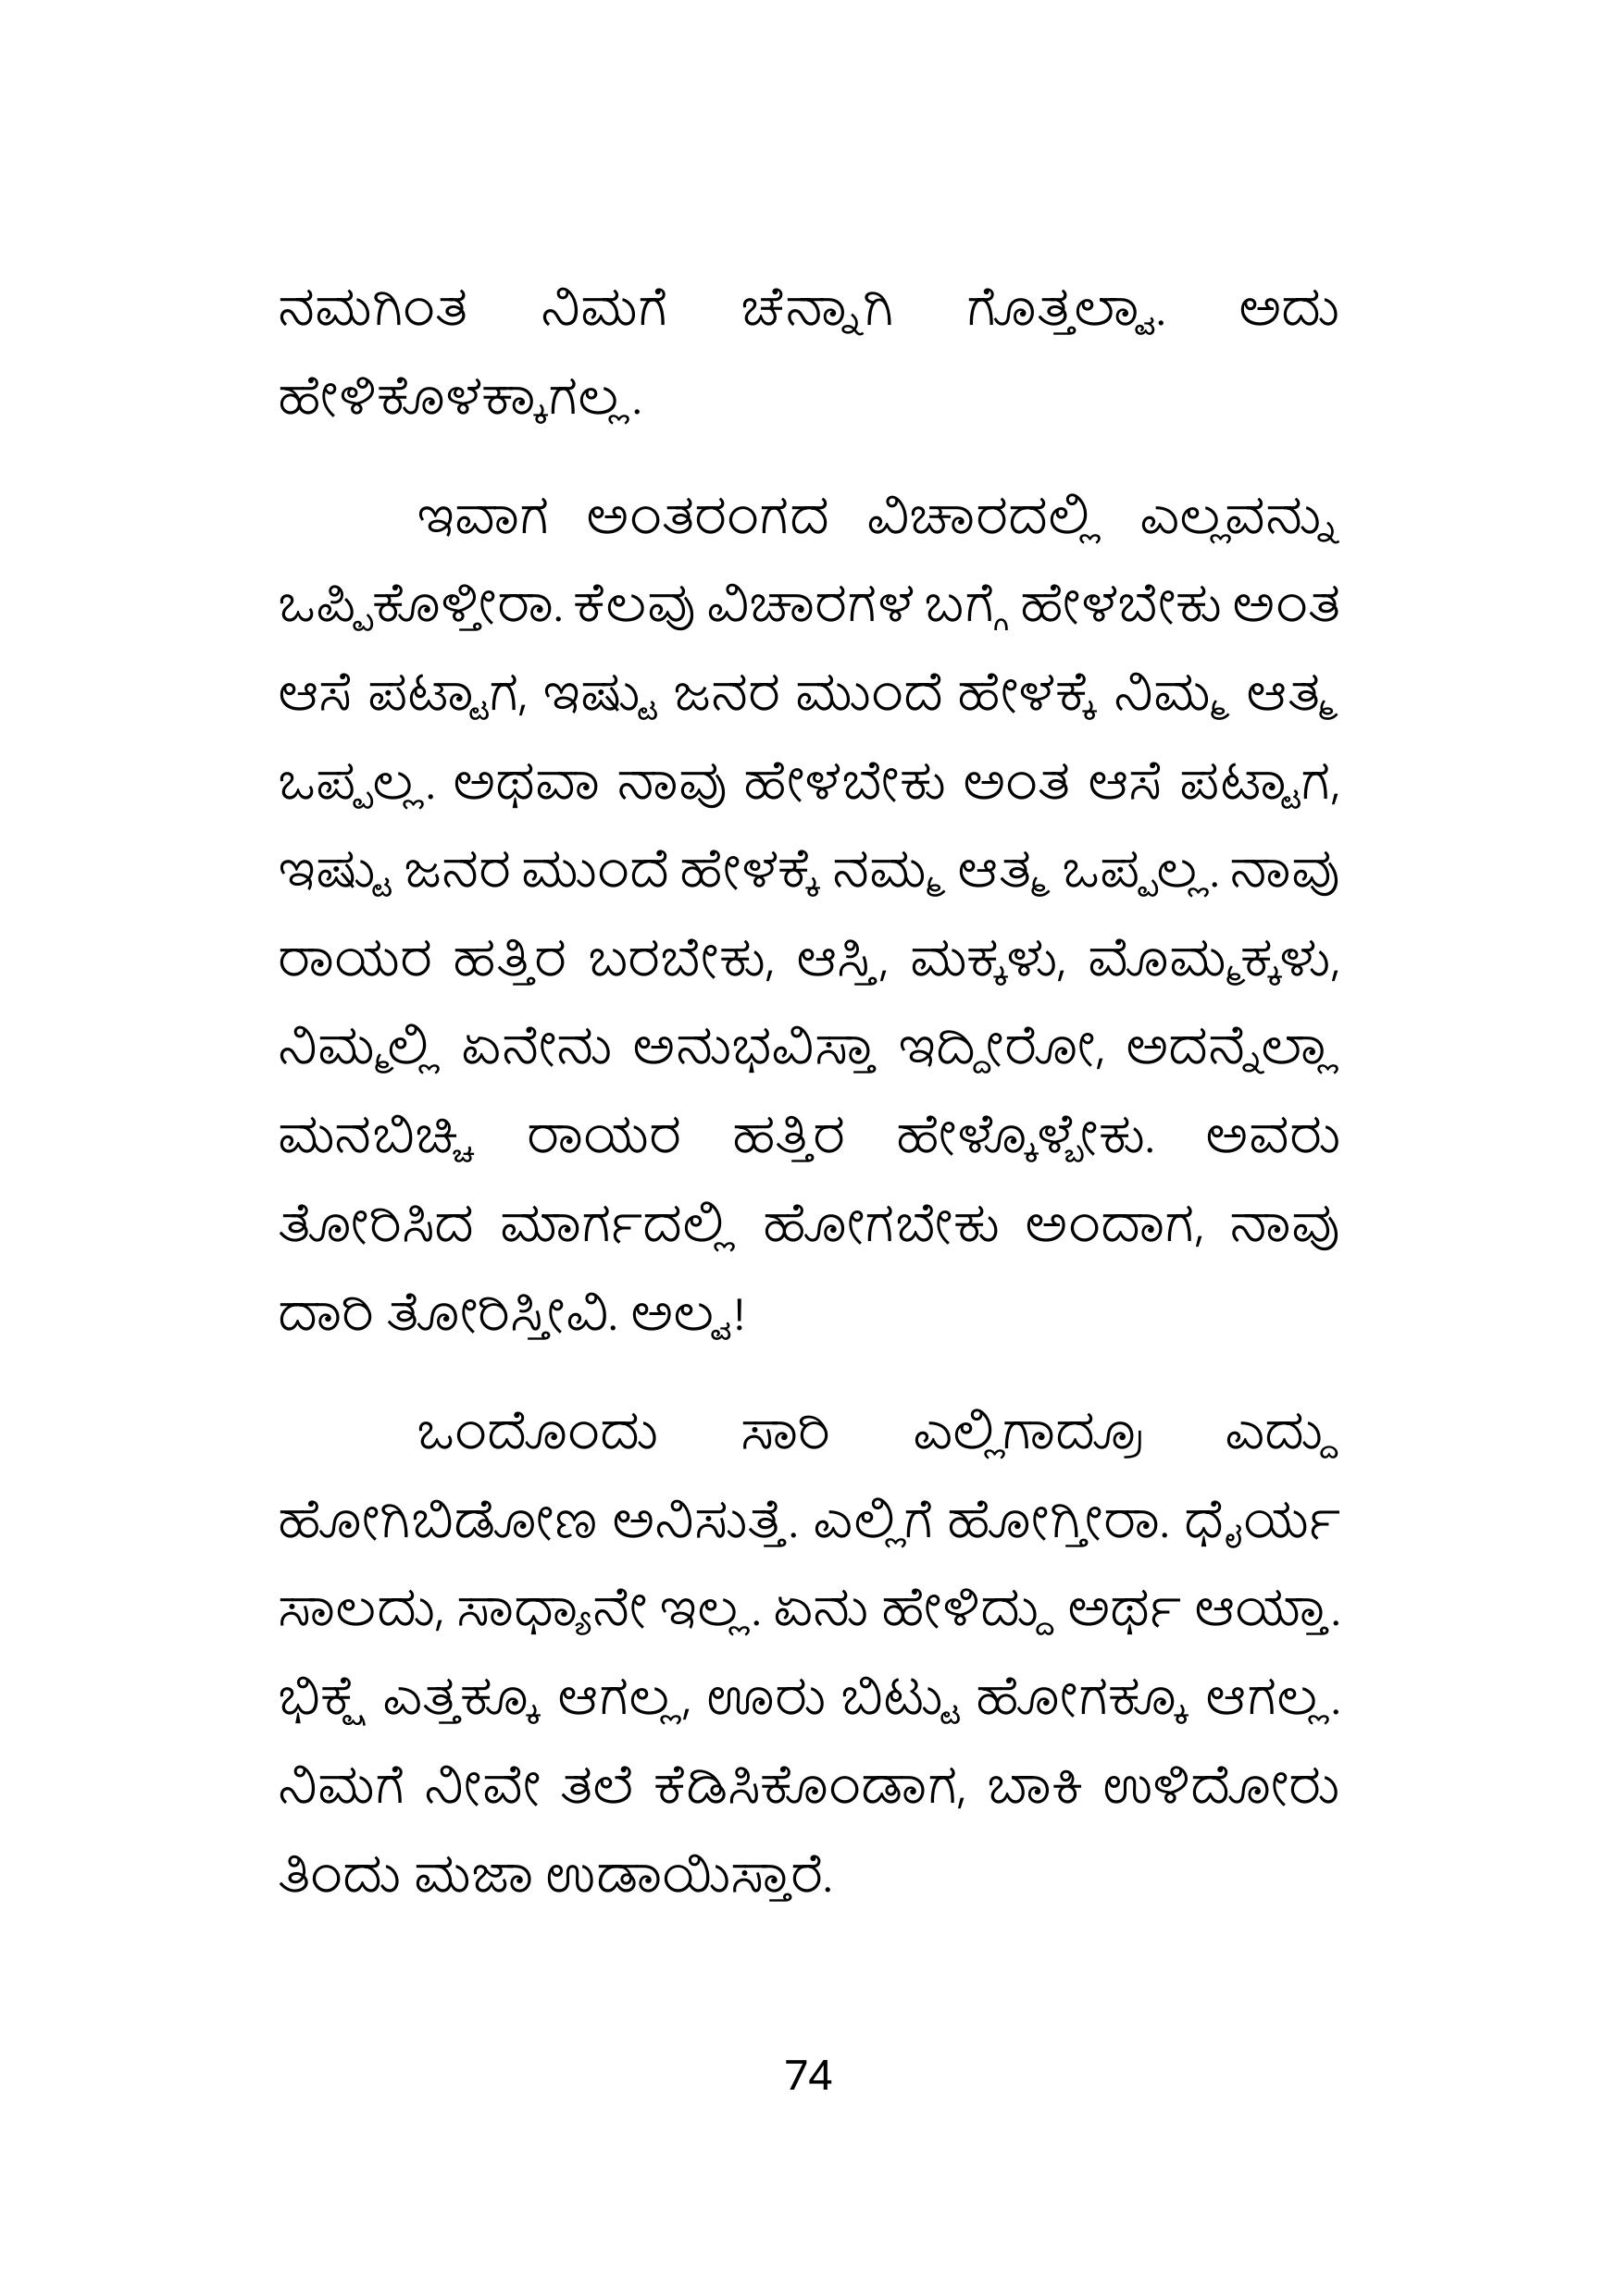 ನಮಗಿಂತ ನಿಮಗೆ ಚೆನ್ನಾಗಿ ಗೊತ್ತಲ್ವಾ. ಅದು
ಹೇಳಿಕೊಳಕ್ಕಾಗಲ್ಲ.
ಇವಾಗ ಅಂತರಂಗದ ವಿಚಾರದಲ್ಲಿ ಎಲ್ಲವನ್ನು
ಒಪ್ಪಿಕೊಳ್ತೀರಾ. ಕೆಲವು ವಿಚಾರಗಳ ಬಗ್ಗೆ ಹೇಳಬೇಕು ಅಂತ
ಆಸೆ ಪಟ್ಟಾಗ, ಇಷ್ಟು ಜನರ ಮುಂದೆ ಹೇಳಕ್ಕೆ ನಿಮ್ಮ ಆತ್ಮ
ಒಪ್ಪಲ್ಲ. ಅಥವಾ ನಾವು ಹೇಳಬೇಕು ಅಂತ ಆಸೆ ಪಟ್ಟಾಗ,
ಇಷ್ಟು ಜನರ ಮುಂದೆ ಹೇಳಕ್ಕೆ ನಮ್ಮ ಆತ್ಮ ಒಪ್ಪಲ್ಲ. ನಾವು
ರಾಯರ ಹತ್ತಿರ ಬರಬೇಕು, ಆಸ್ತಿ, ಮಕ್ಕಳು, ಮೊಮ್ಮಕ್ಕಳು,
ನಿಮ್ಮಲ್ಲಿ ಏನೇನು ಅನುಭವಿಸ್ತಾ ಇದ್ದೀರೋ, ಅದನ್ನೆಲ್ಲಾ
ಮನಬಿಚ್ಚಿ ರಾಯರ ಹತ್ತಿರ ಹೇಳ್ಕೊಳ್ಬೇಕು. ಅವರು
ತೋರಿಸಿದ ಮಾರ್ಗದಲ್ಲಿ ಹೋಗಬೇಕು ಅಂದಾಗ, ನಾವು
ದಾರಿ ತೋರಿಸ್ತೀವಿ. ಅಲ್ವ!
ಒಂದೊಂದು ಸಾರಿ ಎಲ್ಲಿಗಾದ್ರೂ ಎದ್ದು
ಹೋಗಿಬಿಡೋಣ ಅನಿಸುತ್ತೆ. ಎಲ್ಲಿಗೆ ಹೋಗ್ತೀರಾ. ಧೈರ್ಯ
ಸಾಲದು, ಸಾಧ್ಯಾನೇ ಇಲ್ಲ. ಏನು ಹೇಳಿದ್ದು ಅರ್ಥ ಆಯ್ತಾ.
ಭಿಕ್ಷೆ ಎತ್ತಕ್ಕೂ ಆಗಲ್ಲ, ಊರು ಬಿಟ್ಟು ಹೋಗಕ್ಕೂ ಆಗಲ್ಲ.
ನಿಮಗೆ ನೀವೇ ತಲೆ ಕೆಡಿಸಿಕೊಂಡಾಗ, ಬಾಕಿ ಉಳಿದೋರು
ತಿಂದು ಮಜಾ ಉಡಾಯಿಸ್ತಾರೆ.
74